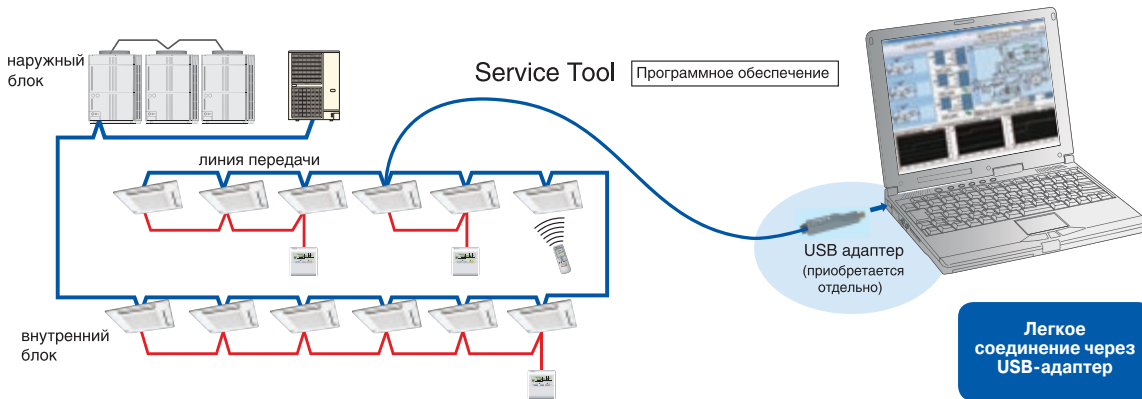 наружный
блок
Service Tool
Программное обеспечение
линия передачи
USB адаптер
(приобретается
отдельно)
внутренний
блок
Легкое
соединение через
USB-адаптер